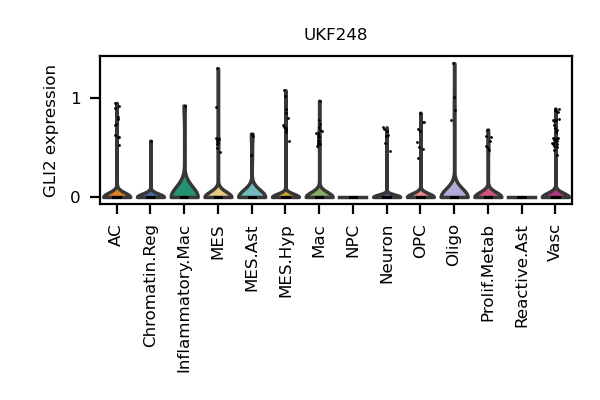 UKF248
GLI2 expression
1
0
AC
Chromatin.Reg
Inflammatory.Mac
MES
MES.Ast
MES.Hyp
Mac
NPC
Neuron
OPC
Oligo
Prolif.Metab
Reactive.Ast
Vasc